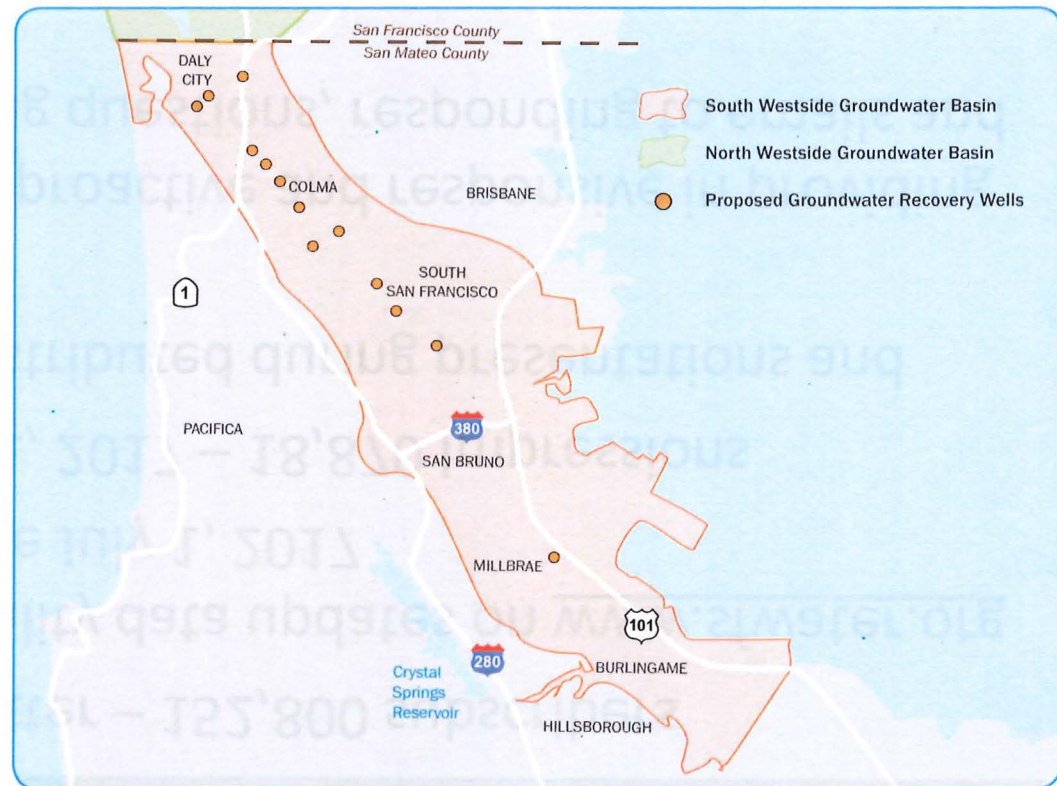 San Francisco County
San Mateo County
DALY
CITY
South Westside Groundwater Basin
North Westside Groundwater Basin
Proposed Groundwater Recovery Wells
COLMA
BRISBANE
SOUTH
SAN FRANCISCO
1
PACIFICA
380
SAN BRUNO
MILLBRAE
101
280
BURLINGAME
Crystal
Springs
Reservoir
HILLSBOROUGH